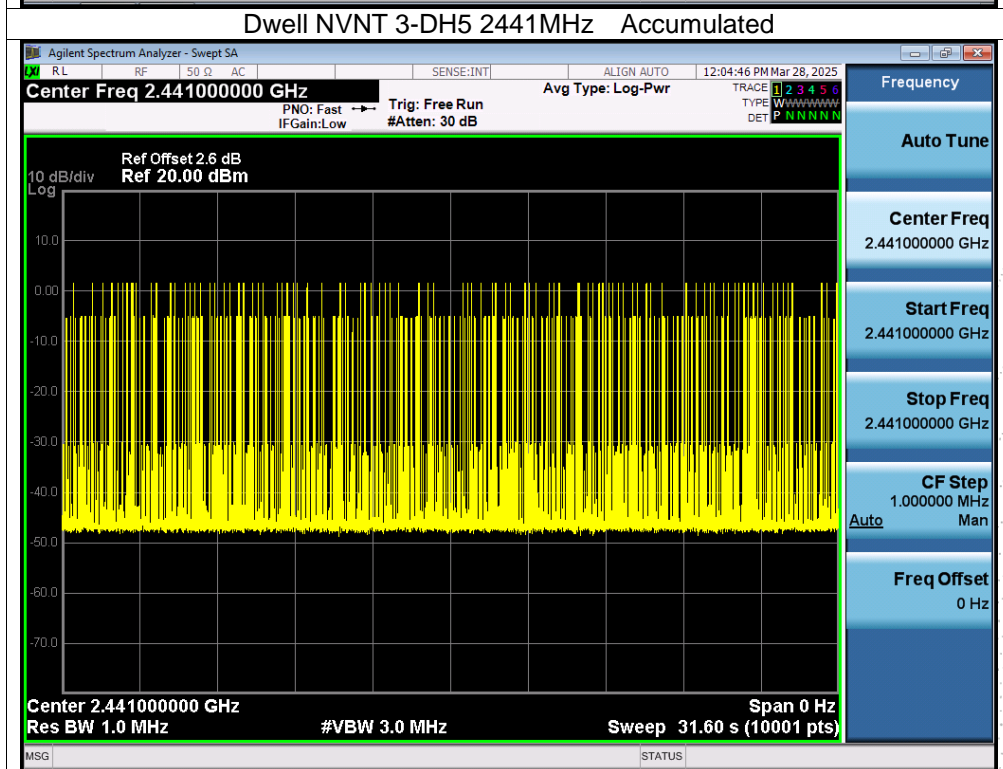 Dwell NVNT 3-DH5 2441MHz Accumulated
Agilent Spectrum Analyzer - Swept SA
LXI RL RF 50 Ω AC SENSE:INT ALIGN AUTO 12:04:46 PM Mar 28, 2025
Center Freq 2.441000000 GHz
PNO: Fast
IFGain:Low
Trig: Free Run
#Atten: 30 dB
Avg Type: Log-Pwr
TRACE 1 2 3 4 5 6
TYPE WWWWWW
DET P N N N N N
Frequency
Auto Tune
Center Freq
2.441000000 GHz
Start Freq
2.441000000 GHz
Stop Freq
2.441000000 GHz
CF Step
1.000000 MHz
Auto Man
Freq Offset
0 Hz
Ref Offset 2.6 dB
10 dB/div Ref 20.00 dBm
Log
10.0
0.00
-10.0
-20.0
-30.0
-40.0
-50.0
-60.0
-70.0
Center 2.441000000 GHz Span 0 Hz
Res BW 1.0 MHz #VBW 3.0 MHz Sweep 31.60 s (10001 pts)
MSG STATUS